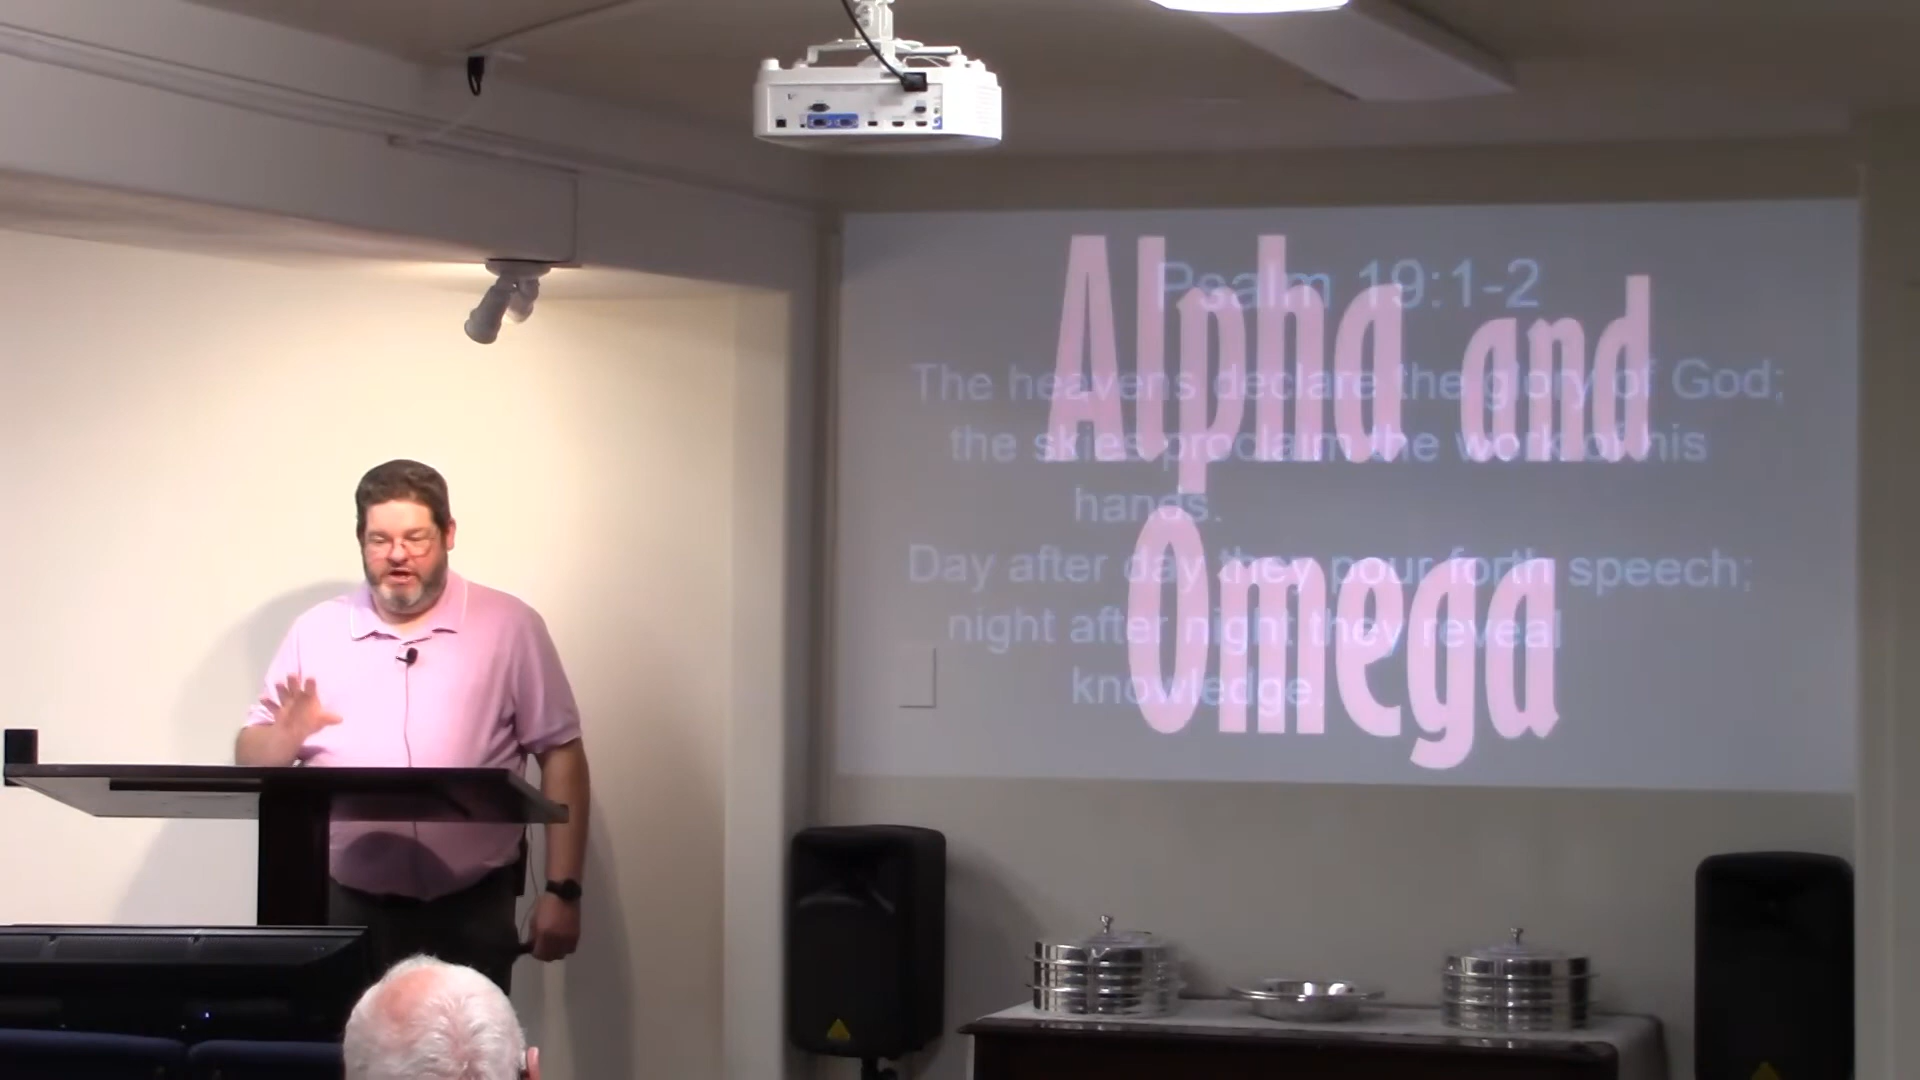 Psalm 19:1-2
The heavens declare the glory of God;
the skies proclaim the work of his
hands.
Day after day they pour forth speech;
night after night they reveal
knowledge.
Alpha and
Omega